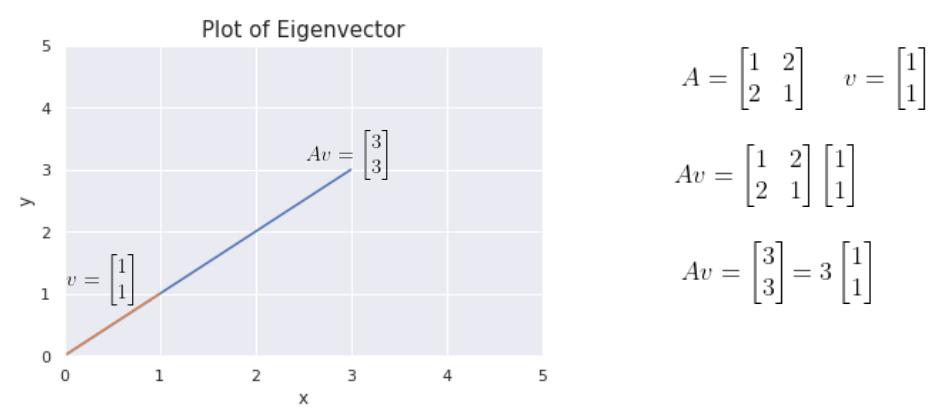 Plot of Eigenvector
5
4
3
2
1
0
y
0 1 2 3 4 5
x
Av = [3 3]
v = [1 1]
A = [1 2; 2 1] v = [1 1]
Av = [1 2; 2 1] [1 1]
Av = [3 3] = 3 [1 1]